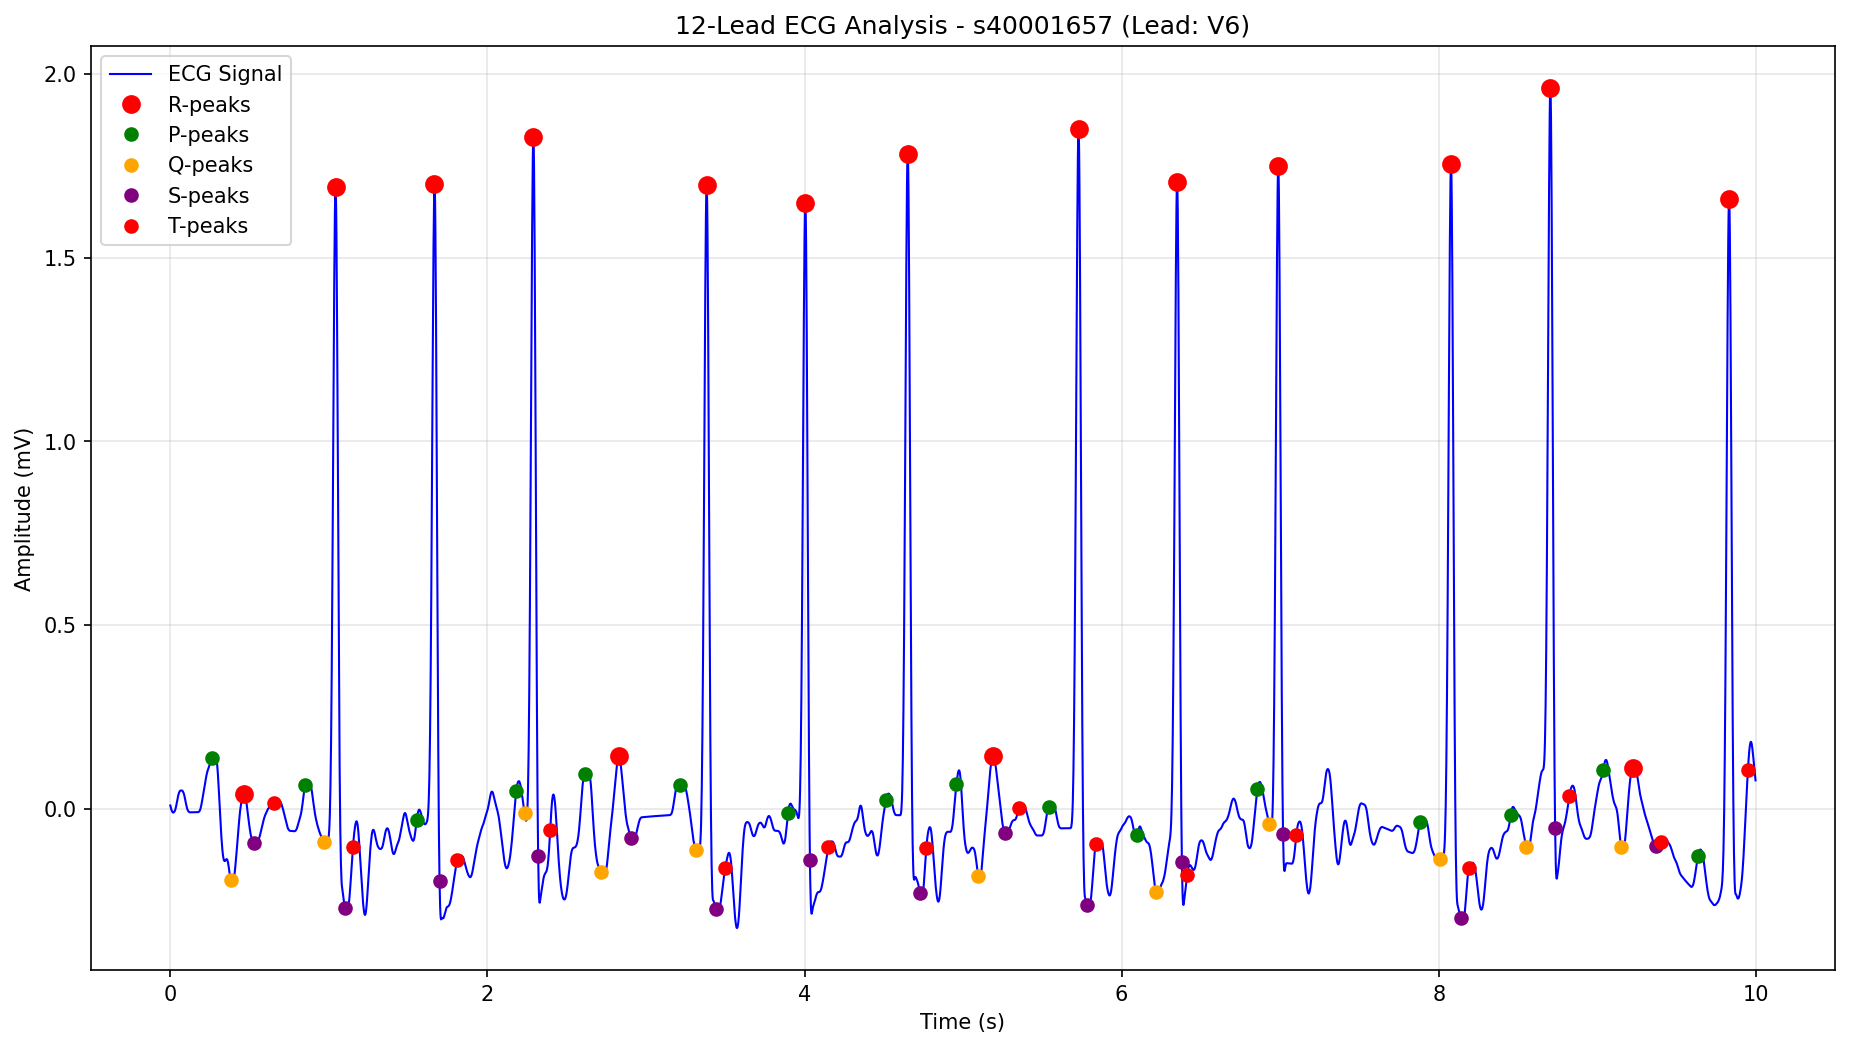 12-Lead ECG Analysis - s40001657 (Lead: V6)
ECG Signal
R-peaks
P-peaks
Q-peaks
S-peaks
T-peaks
Amplitude (mV)
2.0
1.5
1.0
0.5
0.0
0 2 4 6 8 10
Time (s)